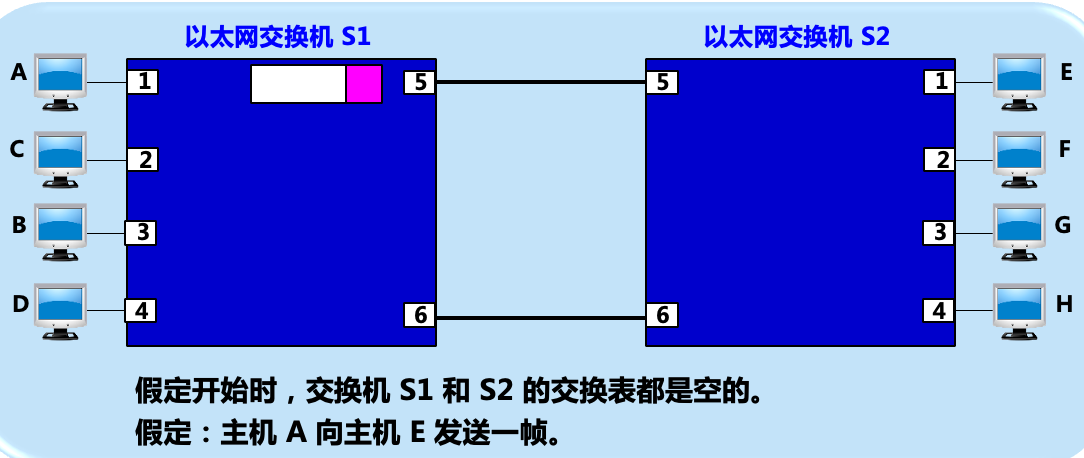 以太网交换机 S1 以太网交换机 S2
A 1 5 5 1 E
C 2 2 F
B 3 3 G
D 4 6 6 4 H
假定开始时，交换机 S1 和 S2 的交换表都是空的。
假定：主机 A 向主机 E 发送一帧。